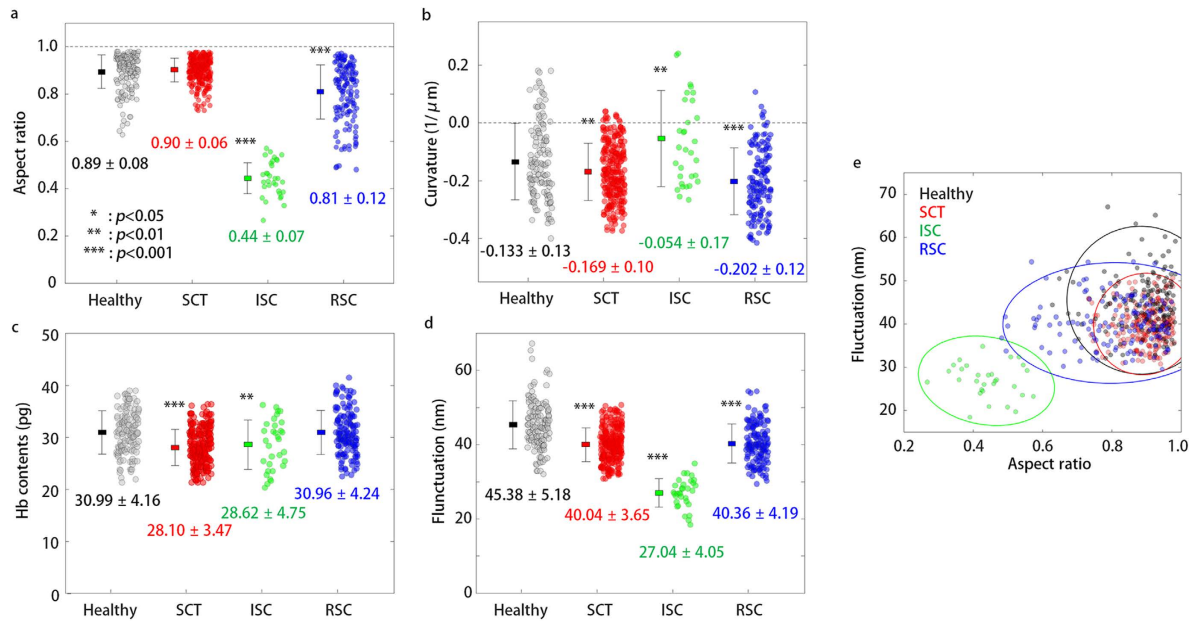 a
Aspect ratio
1.0
0.8
0.6
0.4
0.2
0
***
***
0.89 ± 0.08
0.90 ± 0.06
0.44 ± 0.07
0.81 ± 0.12
* : p<0.05
** : p<0.01
*** : p<0.001
Healthy
SCT
ISC
RSC
b
Curvature (1/μm)
0.2
0.0
-0.2
-0.4
**
**
***
-0.133 ± 0.13
-0.169 ± 0.10
-0.054 ± 0.17
-0.202 ± 0.12
Healthy
SCT
ISC
RSC
c
Hb contents (pg)
50
40
30
20
10
0
***
**
30.99 ± 4.16
28.10 ± 3.47
28.62 ± 4.75
30.96 ± 4.24
Healthy
SCT
ISC
RSC
d
Flunctuation (nm)
60
40
20
0
***
***
***
45.38 ± 5.18
40.04 ± 3.65
27.04 ± 4.05
40.36 ± 4.19
Healthy
SCT
ISC
RSC
e
Fluctuation (nm)
70
60
50
40
30
20
Healthy
SCT
ISC
RSC
0.2
0.4
0.6
0.8
1.0
Aspect ratio